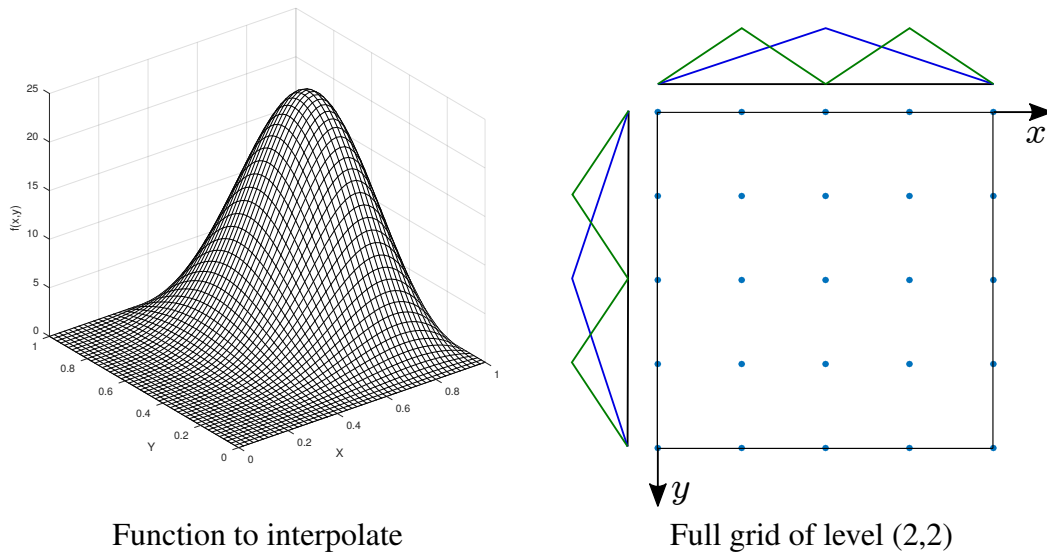 25
20
15
10
5
0
f(x,y)
1
0.8
0.6
0.4
0.2
0
Y
0
0.2
0.4
0.6
0.8
1
X
x
y
Function to interpolate
Full grid of level (2,2)